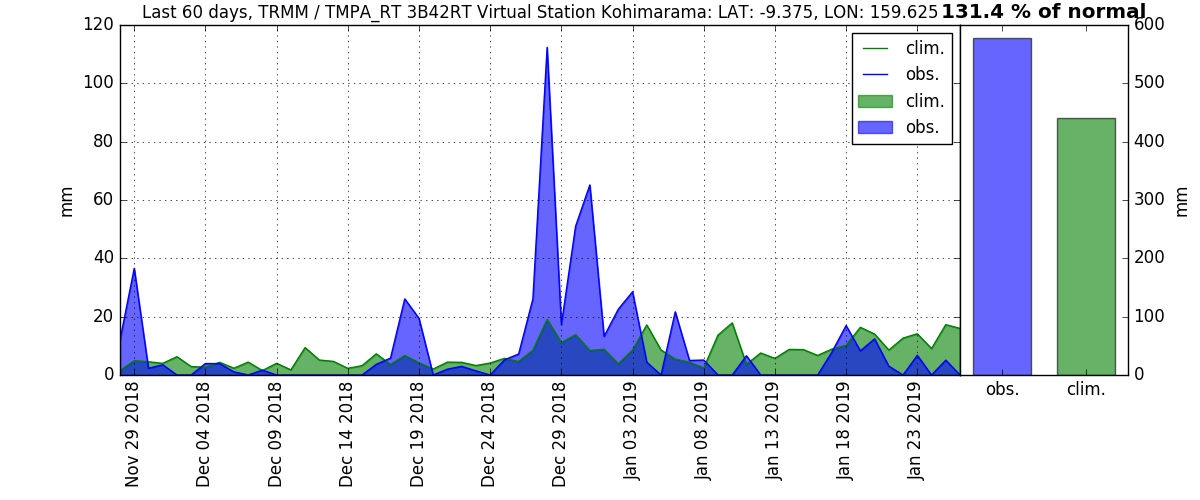 Last 60 days, TRMM / TMPA_RT 3B42RT Virtual Station Kohimarama: LAT: -9.375, LON: 159.625
131.4 % of normal
mm
120
100
80
60
40
20
0
clim.
obs.
clim.
obs.
Nov 29 2018
Dec 04 2018
Dec 09 2018
Dec 14 2018
Dec 19 2018
Dec 24 2018
Dec 29 2018
Jan 03 2019
Jan 08 2019
Jan 13 2019
Jan 18 2019
Jan 23 2019
600
500
400
300
200
100
0
mm
obs.
clim.